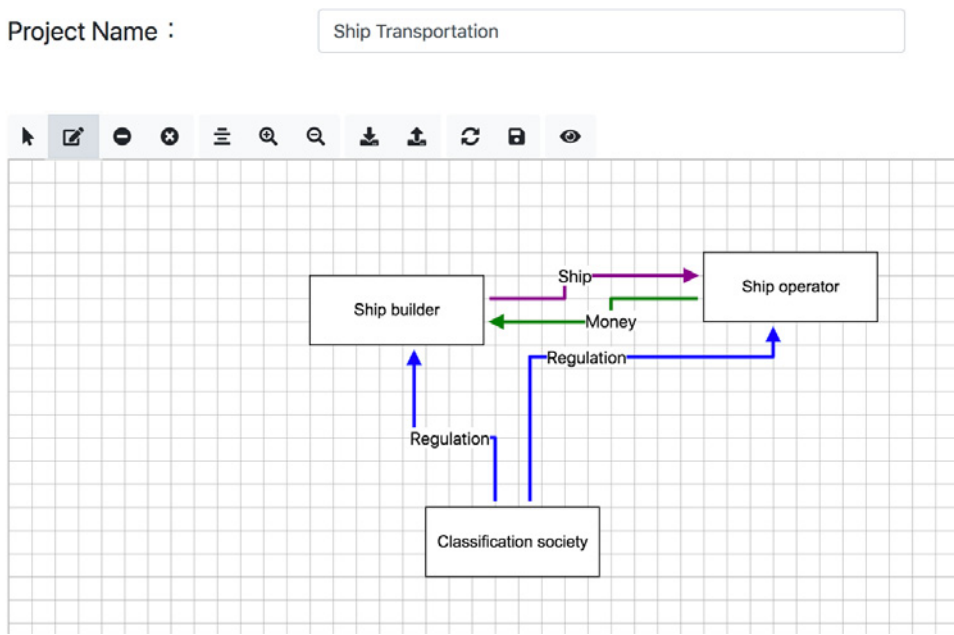 Project Name：
Ship Transportation
Ship
Ship operator
Ship builder
Money
Regulation
Regulation
Classification society